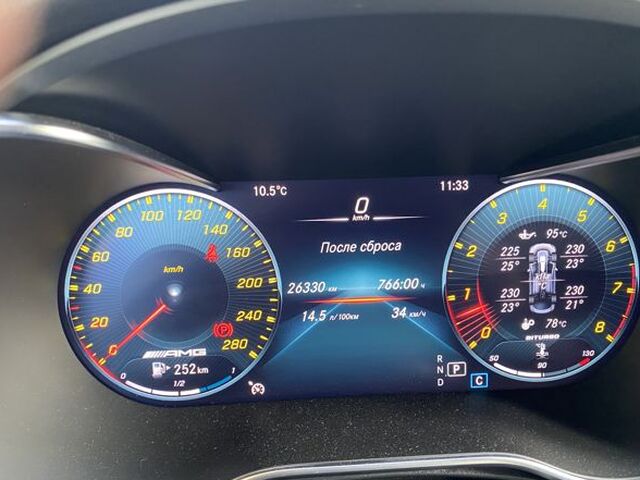 10.5°C 0 km/h 11:33
После сброса
26330 км 766:00 ч
14.5 л/100км 34 км/ч
0 20 40 60 80 100 120 140 160 200 240 280
km/h
0
P
AMG
252 km
0 1/2 1
R
N P
D C
0 1 2 3 4 5 6 7 8
95°C
225 230
25° 23°
230 230
23° 21°
78°C
BITURBO
50 90 130